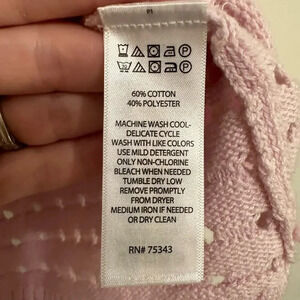 60% COTTON
40% POLYESTER
MACHINE WASH COOL-
DELICATE CYCLE
WASH WITH LIKE COLORS
USE MILD DETERGENT
ONLY NON-CHLORINE
BLEACH WHEN NEEDED
TUMBLE DRY LOW
REMOVE PROMPTLY
FROM DRYER
MEDIUM IRON IF NEEDED
OR DRY CLEAN
RN# 75343